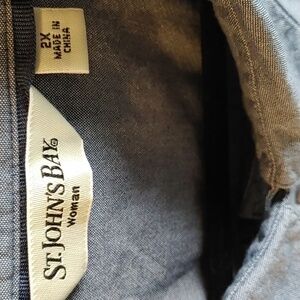 2X
MADE IN
CHINA
ST. JOHN'S BAY®
Woman